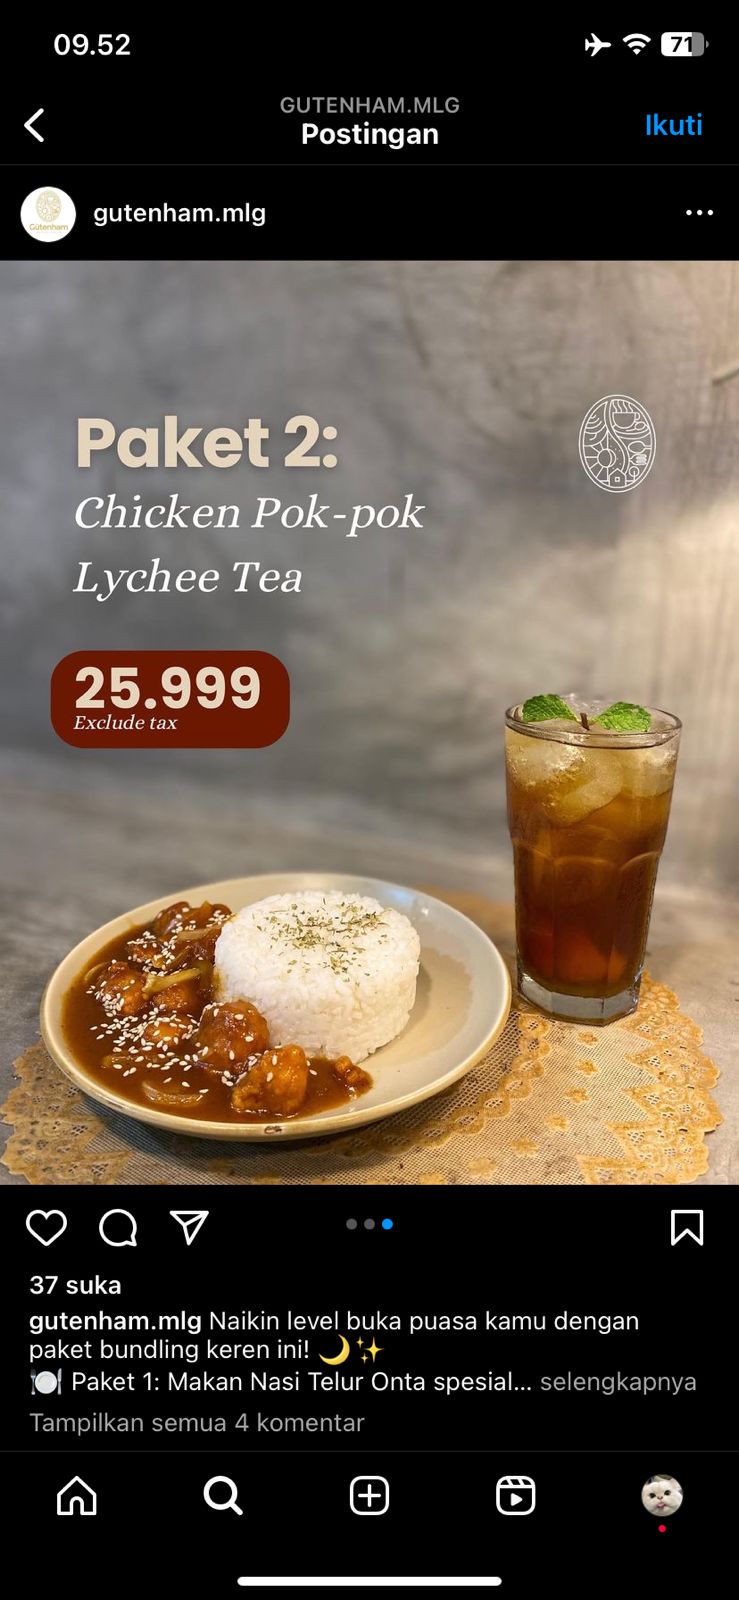 09.52
71
GUTENHAM.MLG
Postingan
Ikuti
Gutenham
gutenham.mlg
Paket 2:
Chicken Pok-pok
Lychee Tea
25.999
Exclude tax
37 suka
gutenham.mlg Naikin level buka puasa kamu dengan
paket bundling keren ini! 🌙✨
🍽️ Paket 1: Makan Nasi Telur Onta spesial... selengkapnya
Tampilkan semua 4 komentar